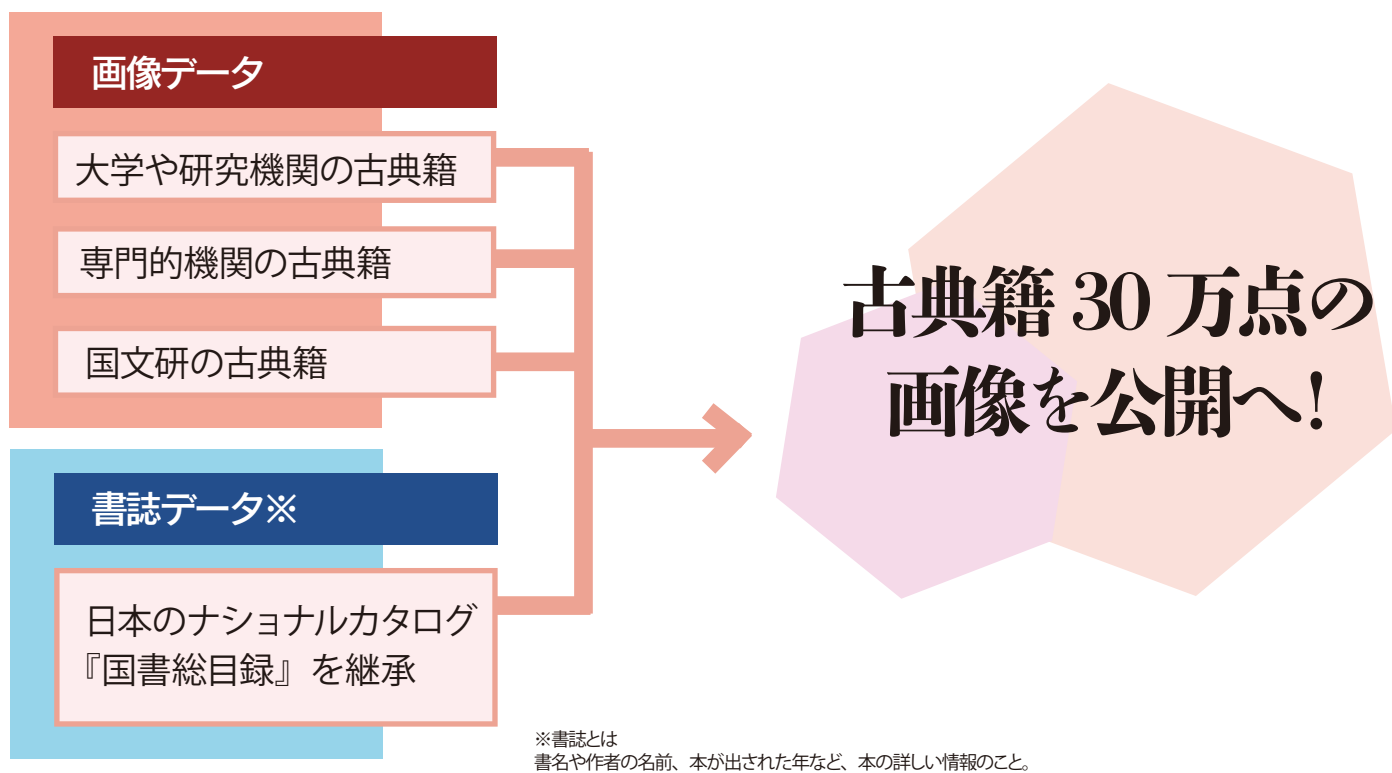 画像データ
大学や研究機関の古典籍
専門的機関の古典籍
国文研の古典籍
書誌データ※
日本のナショナルカタログ
『国書総目録』を継承
古典籍 30 万点の
画像を公開へ!
※書誌とは
書名や作者の名前、本が出された年など、本の詳しい情報のこと。